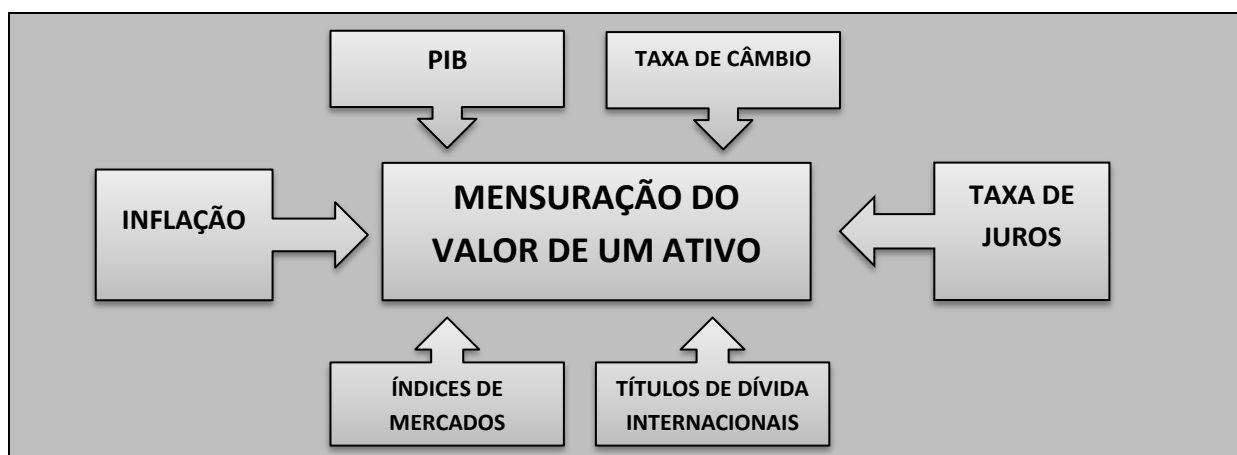 PIB
TAXA DE CÂMBIO
INFLAÇÃO
MENSURAÇÃO DO
VALOR DE UM ATIVO
TAXA DE
JUROS
ÍNDICES DE
MERCADOS
TÍTULOS DE DÍVIDA
INTERNACIONAIS